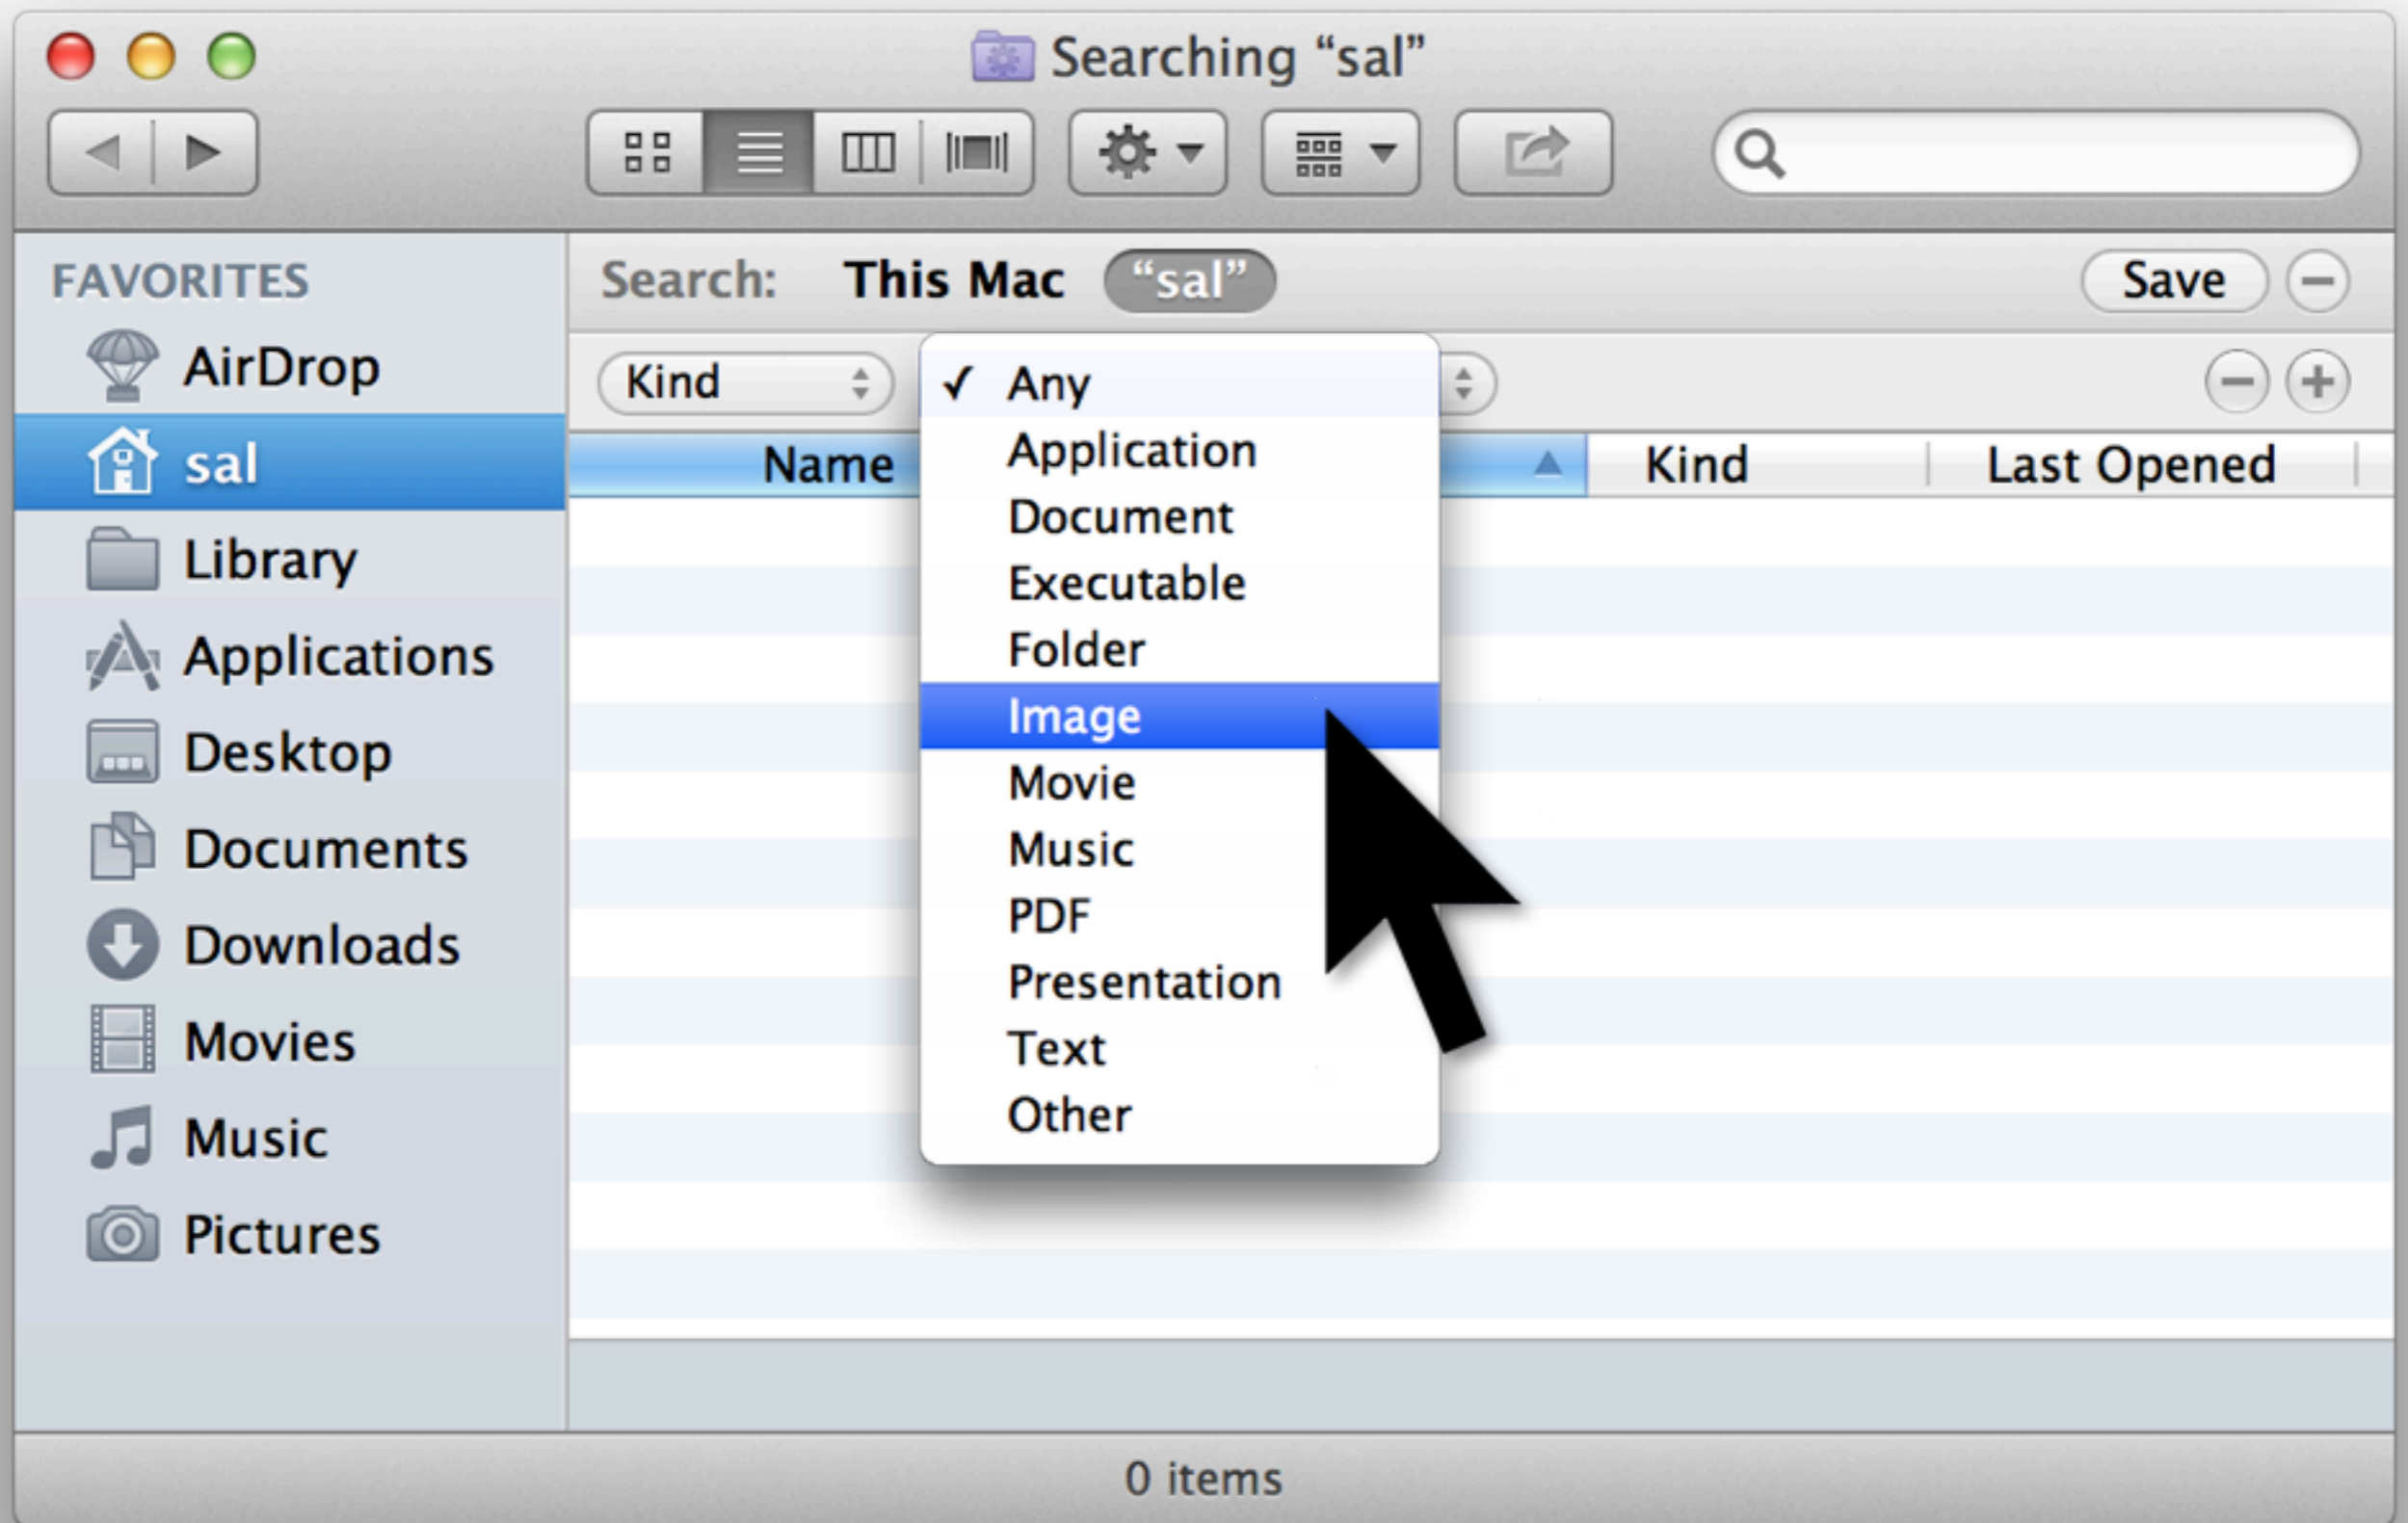 Searching “sal”
FAVORITES
AirDrop
sal
Library
Applications
Desktop
Documents
Downloads
Movies
Music
Pictures
Search: This Mac “sal” Save
Kind
✓ Any
Application
Document
Executable
Folder
Image
Movie
Music
PDF
Presentation
Text
Other
Name Kind Last Opened
0 items